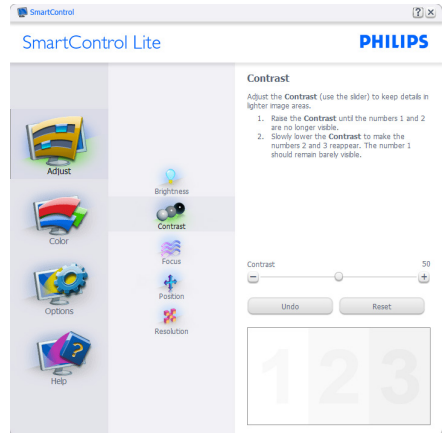 SmartControl
SmartControl Lite
PHILIPS
Adjust
Color
Options
Help
Brightness
Contrast
Focus
Position
Resolution
Contrast
Adjust the Contrast (use the slider) to keep details in
lighter image areas.
1. Raise the Contrast until the numbers 1 and 2
are no longer visible.
2. Slowly lower the Contrast to make the
numbers 2 and 3 reappear. The number 1
should remain barely visible.
Contrast 50
Undo Reset
1 2 3